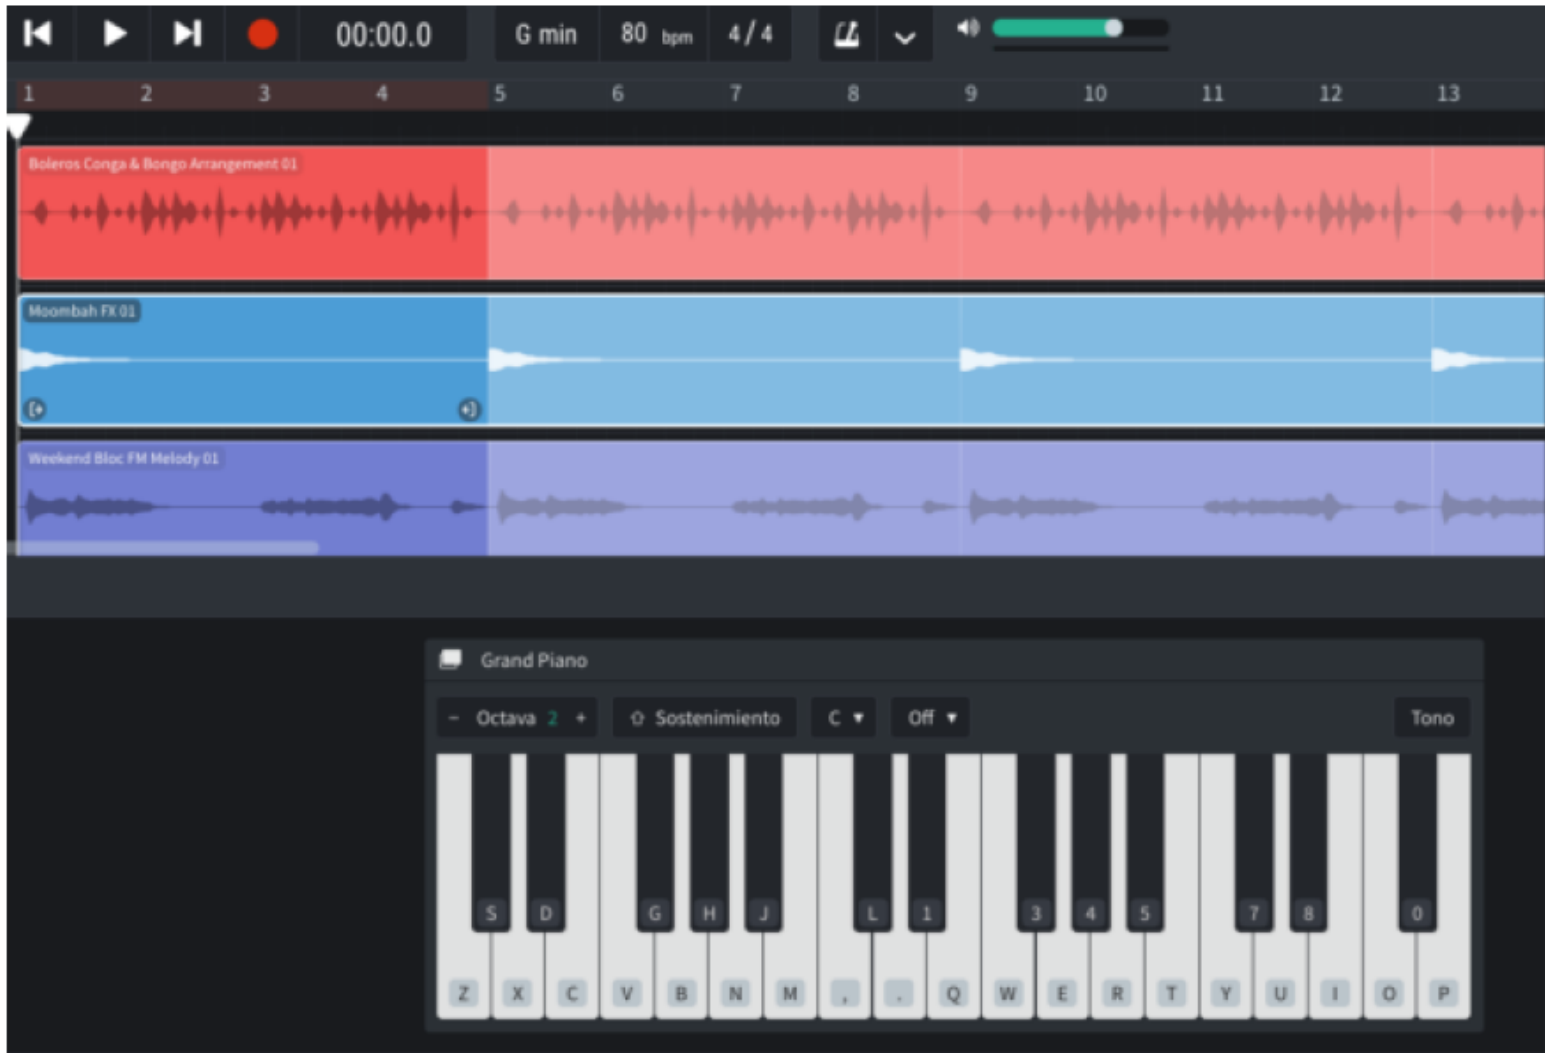 00:00.0 G min 80 bpm 4/4
1 2 3 4 5 6 7 8 9 10 11 12 13
Boleros Conga & Bongo Arrangement 01
Moombah FX 01
Weekend Bloc FM Melody 01
Grand Piano
- Octava 2 + Sostenimiento C Off Tono
S D G H J L 1 3 4 5 7 8 0
Z X C V B N M , . Q W E R T Y U I O P